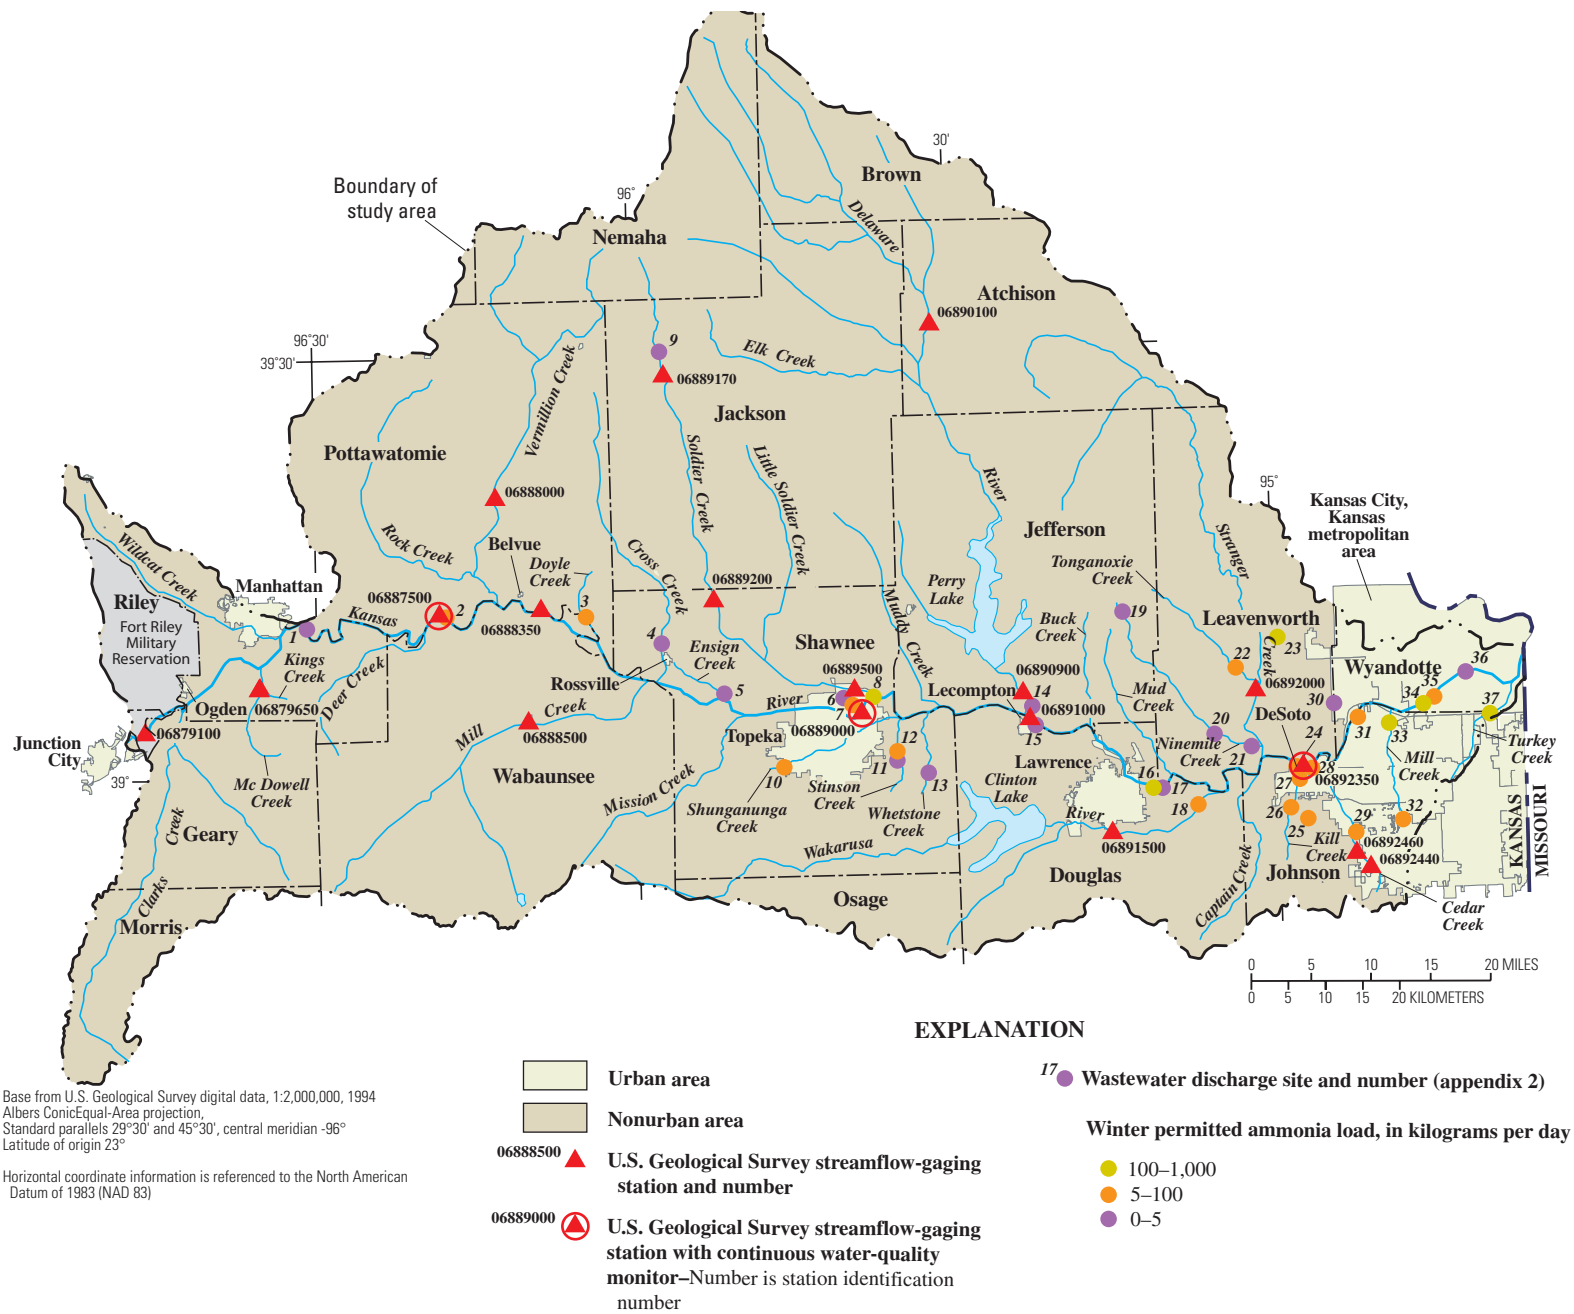 30'
Brown
Boundary of
study area
96°
Delaware
Nemaha
Atchison
06890100
96°30'
39°30'
9
Elk Creek
06889170
Vermillion Creek
Jackson
Pottawatomie
Soldier Creek
Little Soldier Creek
River
95°
06888000
Kansas City,
Kansas
metropolitan
area
Jefferson
Stranger
Creek
Wildcat Creek
Rock Creek
Belvue
Doyle
Creek
Cross Creek
Tonganoxie
Creek
Manhattan
06889200
Perry
Lake
Riley
Fort Riley
Military
Reservation
06887500
2
3
Kansas
06888350
Muddy Creek
19
Leavenworth
Buck
Creek
1
4
Shawnee
23
Kings
Creek
Ensign
Creek
22
Wyandotte
36
Deer Creek
Rossville
06889500
8
06890900
06892000
35
34
Ogden
06879650
5
River
6
Lecompton
14
Mud
Creek
30
37
Creek
7
06891000
DeSoto
06879100
Mill
06888500
06889000
Topeka
15
20
24
31
33
Turkey
Creek
Junction
City
12
Lawrence
Ninemile
Creek
21
28
Mill
Creek
39°
Wabaunsee
10
11
13
Clinton
Lake
16
17
06892350
27
Mc Dowell
Creek
Mission Creek
Stinson
Creek
18
26
25
29
32
KANSAS
MISSOURI
Shunganunga
Creek
Whetstone
Creek
River
Geary
Creek
Wakarusa
06891500
Kill
Creek
06892460
06892440
Clarks
Douglas
Johnson
Osage
Captain Creek
Cedar
Creek
Morris
0 5 10 15 20 MILES
0 5 10 15 20 KILOMETERS
EXPLANATION
Urban area
Nonurban area
06888500
U.S. Geological Survey streamflow-gaging
station and number
06889000
U.S. Geological Survey streamflow-gaging
station with continuous water-quality
monitor–Number is station identification
number
17
Wastewater discharge site and number (appendix 2)
Winter permitted ammonia load, in kilograms per day
100–1,000
5–100
0–5
Base from U.S. Geological Survey digital data, 1:2,000,000, 1994
Albers ConicEqual-Area projection,
Standard parallels 29°30' and 45°30', central meridian -96°
Latitude of origin 23°
Horizontal coordinate information is referenced to the North American
Datum of 1983 (NAD 83)